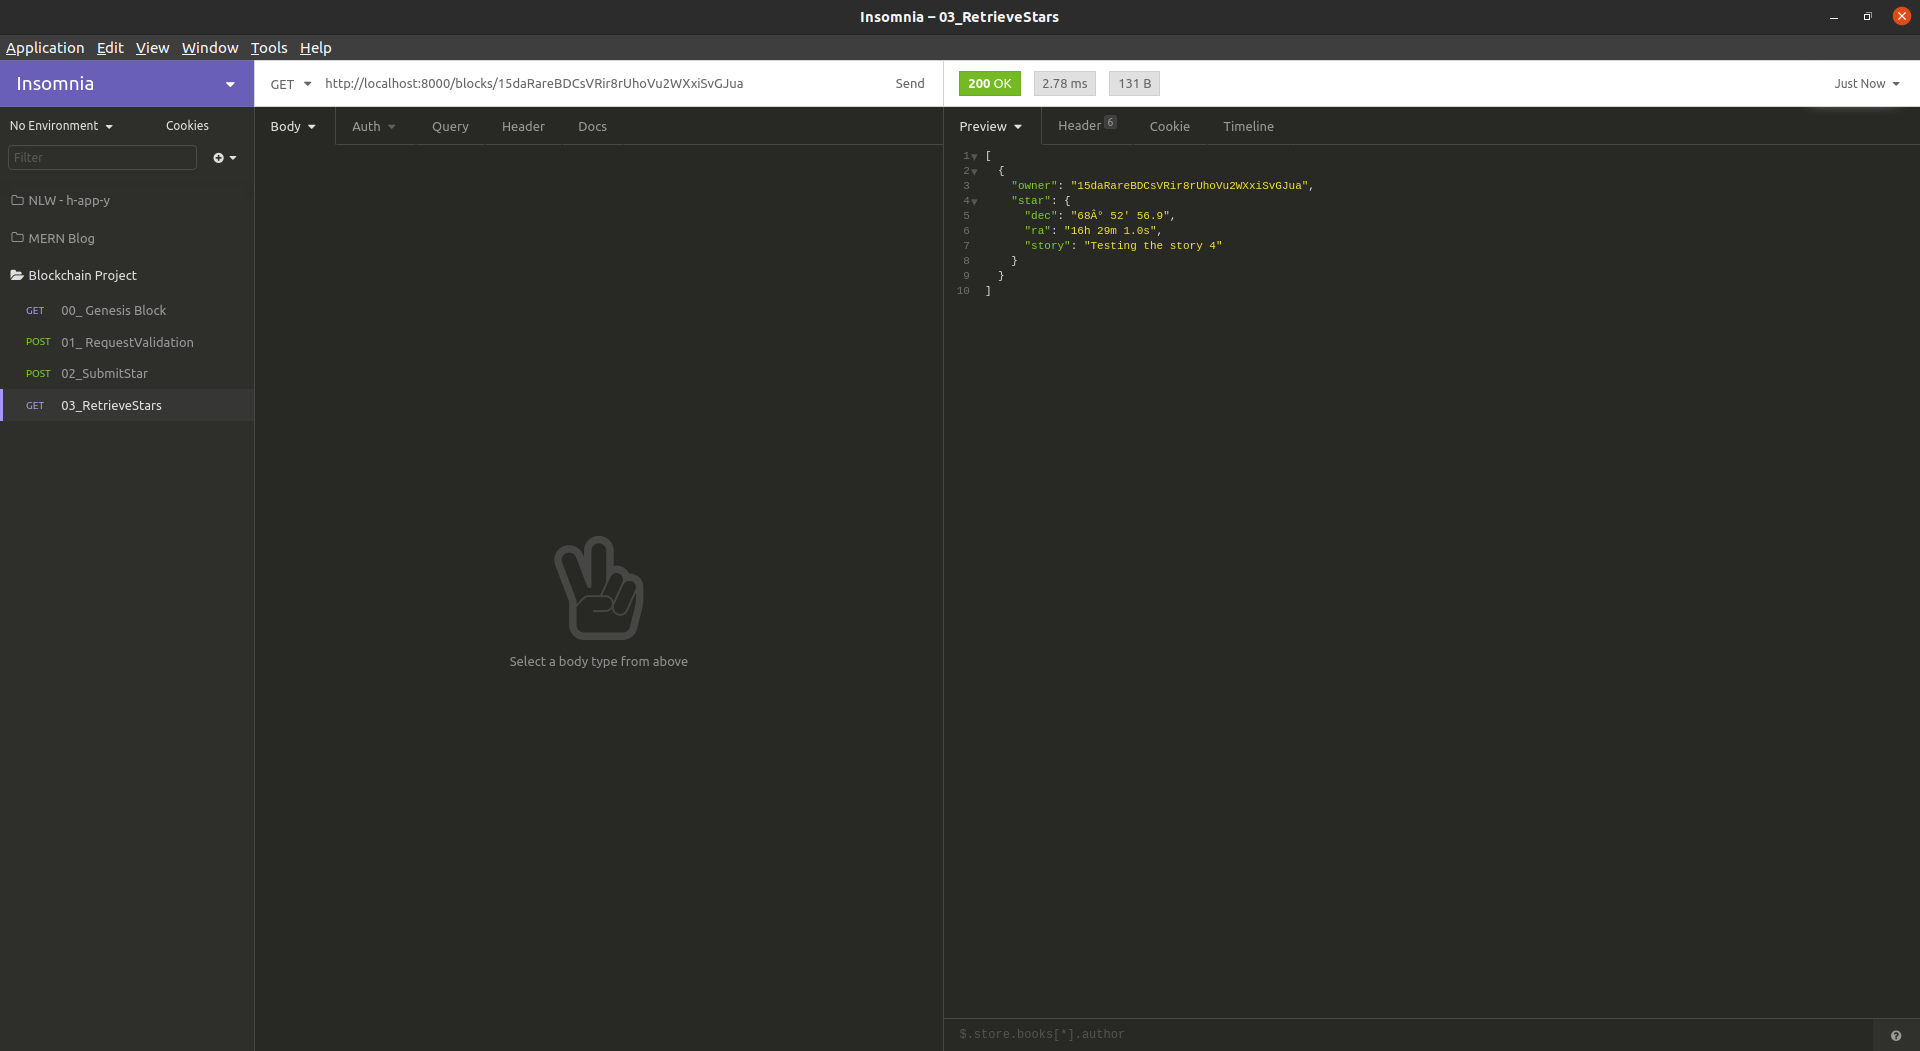 Insomnia – 03_RetrieveStars
Application Edit View Window Tools Help
Insomnia
GET http://localhost:8000/blocks/15daRareBDCsVRir8rUhoVu2WXxiSvGJua Send
200 OK 2.78 ms 131 B Just Now
No Environment Cookies
Body Auth Query Header Docs
Preview Header 6 Cookie Timeline
Filter
NLW - h-app-y
MERN Blog
Blockchain Project
GET 00_ Genesis Block
POST 01_ RequestValidation
POST 02_SubmitStar
GET 03_RetrieveStars
Select a body type from above
1 [
2 {
3 "owner": "15daRareBDCsVRir8rUhoVu2WXxiSvGJua",
4 "star": {
5 "dec": "68Â° 52' 56.9",
6 "ra": "16h 29m 1.0s",
7 "story": "Testing the story 4"
8 }
9 }
10 ]
$.store.books[*].author